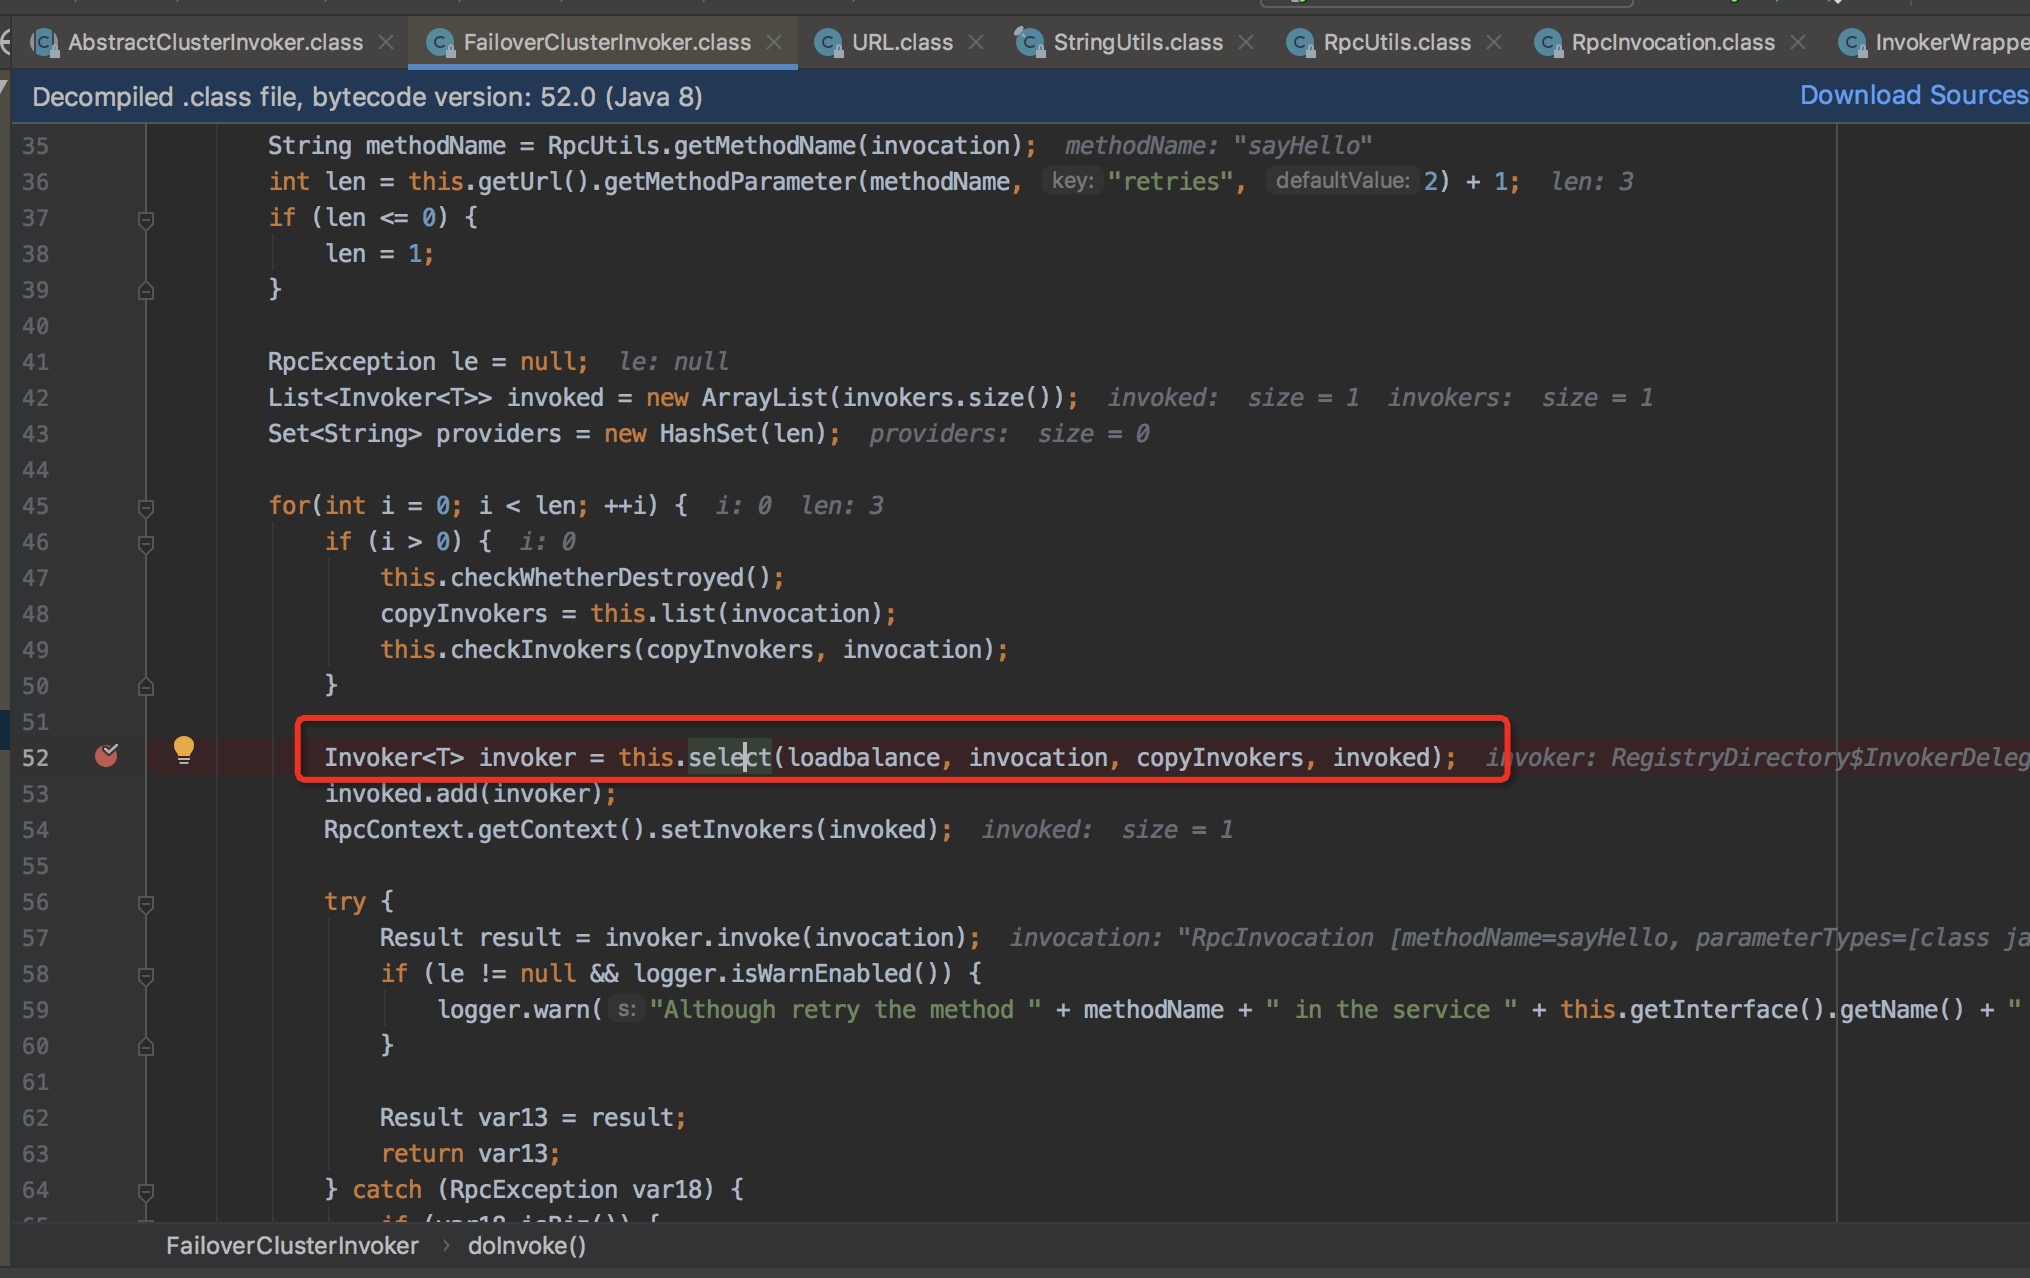 AbstractClusterInvoker.class FailoverClusterInvoker.class URL.class StringUtils.class RpcUtils.class RpcInvocation.class InvokerWrappe
Decompiled .class file, bytecode version: 52.0 (Java 8) Download Sources
35 String methodName = RpcUtils.getMethodName(invocation); methodName: "sayHello"
36 int len = this.getUrl().getMethodParameter(methodName, key: "retries", defaultValue: 2) + 1; len: 3
37 if (len <= 0) {
38 len = 1;
39 }
40
41 RpcException le = null; le: null
42 List<Invoker<T>> invoked = new ArrayList(invokers.size()); invoked: size = 1 invokers: size = 1
43 Set<String> providers = new HashSet(len); providers: size = 0
44
45 for(int i = 0; i < len; ++i) { i: 0 len: 3
46 if (i > 0) { i: 0
47 this.checkWhetherDestroyed();
48 copyInvokers = this.list(invocation);
49 this.checkInvokers(copyInvokers, invocation);
50 }
51
52 Invoker<T> invoker = this.select(loadbalance, invocation, copyInvokers, invoked); invoker: RegistryDirectory$InvokerDeleg
53 invoked.add(invoker);
54 RpcContext.getContext().setInvokers(invoked); invoked: size = 1
55
56 try {
57 Result result = invoker.invoke(invocation); invocation: "RpcInvocation [methodName=sayHello, parameterTypes=[class ja
58 if (le != null && logger.isWarnEnabled()) {
59 logger.warn( s: "Although retry the method " + methodName + " in the service " + this.getInterface().getName() + "
60 }
61
62 Result var13 = result;
63 return var13;
64 } catch (RpcException var18) {
65 if (var18.isBiz()) {
FailoverClusterInvoker › doInvoke()